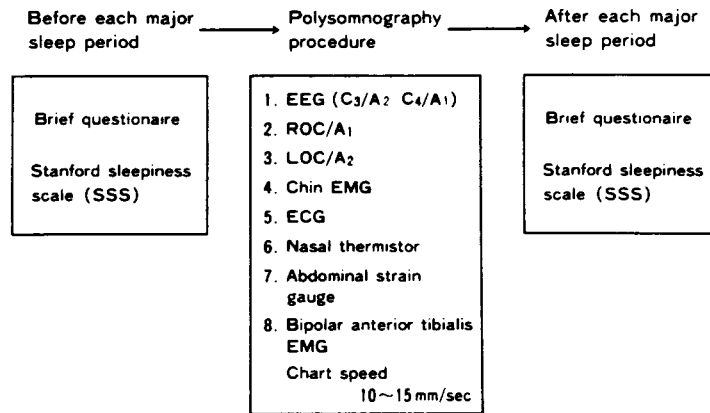 Before each major
sleep period
Polysomnography
procedure
After each major
sleep period
Brief questionaire
Stanford sleepiness
scale (SSS)
1. EEG (C₃/A₂ C₄/A₁)
2. ROC/A₁
3. LOC/A₂
4. Chin EMG
5. ECG
6. Nasal thermistor
7. Abdominal strain
gauge
8. Bipolar anterior tibialis
EMG
Chart speed
10~15mm/sec
Brief questionaire
Stanford sleepiness
scale (SSS)